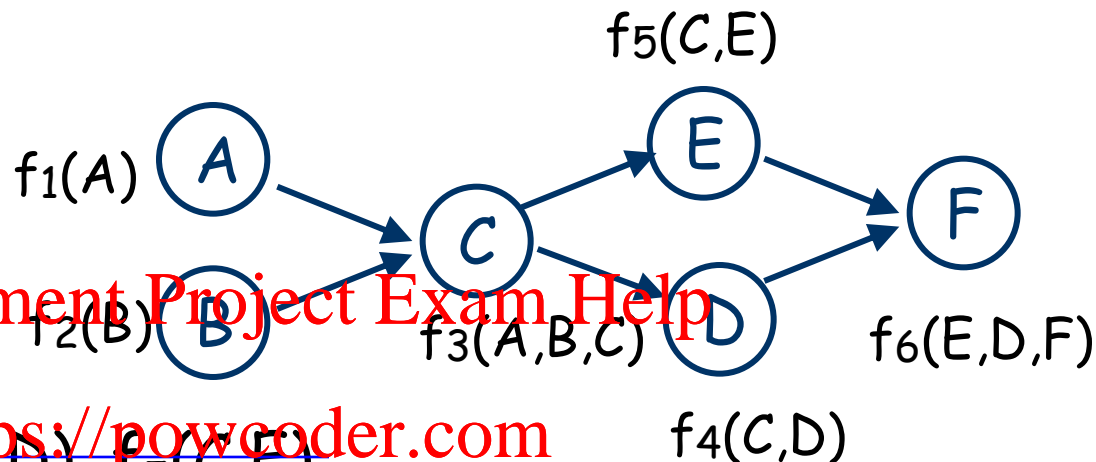 f5(C,E)
A
E
f1(A)
F
C
ment Project Exam Help
f2(B)
B
D
f3(A,B,C)
f6(E,D,F)
ps://powcoder.com
f4(C,D)